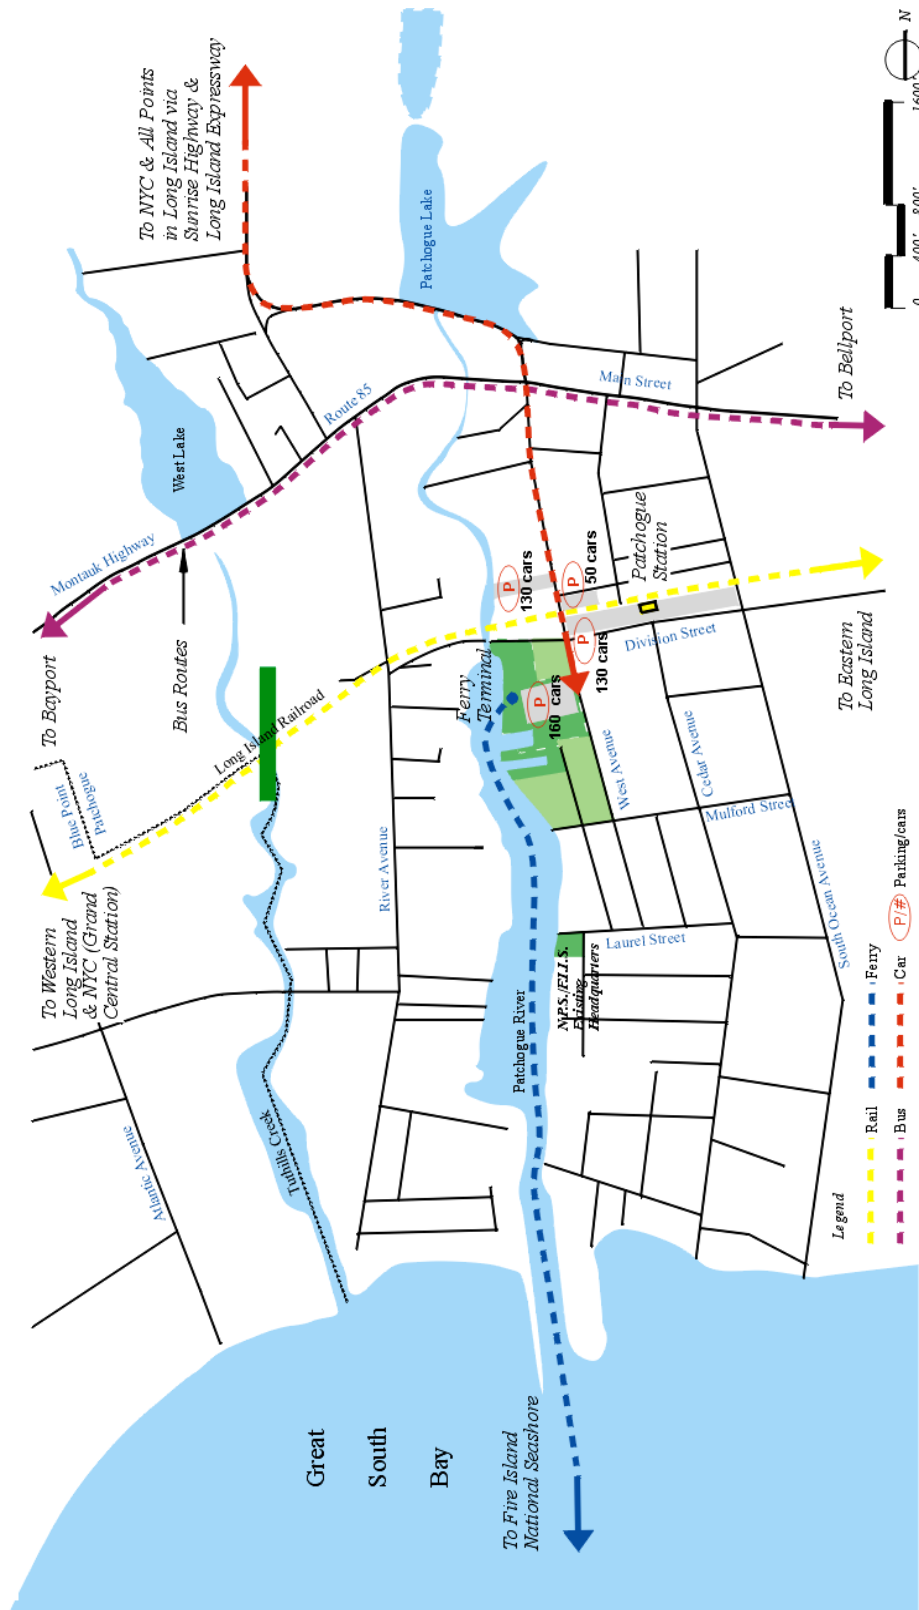 To NYC & All Points
in Long Island via
Sunrise Highway &
Long Island Expressway
N
Patchogue Lake
West Lake
Route 85
Main Street
To Bellport
0
400'
800'
1600'
Montauk Highway
To Bayport
Bus Routes
Long Island Railroad
Blue Point
Patchogue
Ferry
Terminal
P
130 cars
P
50 cars
P
130 cars
P
160 cars
Patchogue
Station
Division Street
To Eastern
Long Island
To Western
Long Island
& NYC (Grand
Central Station)
River Avenue
West Avenue
Cedar Avenue
Mulford Street
South Ocean Avenue
Laurel Street
N.P.S./F.I.I.S.
Existing
Headquarters
Patchogue River
Atlantic Avenue
Tuthills Creek
Great
South
Bay
To Fire Island
National Seashore
Legend
Rail
Ferry
Bus
Car
P/#
Parking/cars